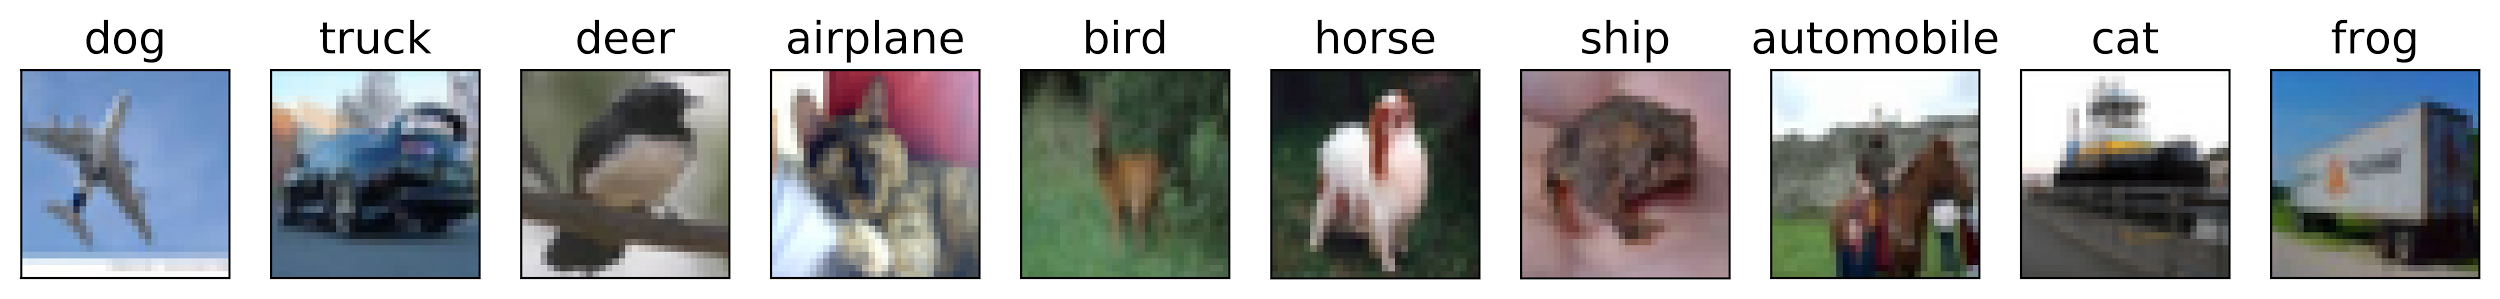 dog truck deer airplane bird horse ship automobile cat frog